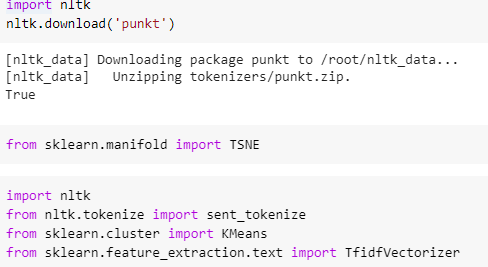 import nltk
nltk.download('punkt')
[nltk_data] Downloading package punkt to /root/nltk_data...
[nltk_data]   Unzipping tokenizers/punkt.zip.
True
from sklearn.manifold import TSNE
import nltk
from nltk.tokenize import sent_tokenize
from sklearn.cluster import KMeans
from sklearn.feature_extraction.text import TfidfVectorizer